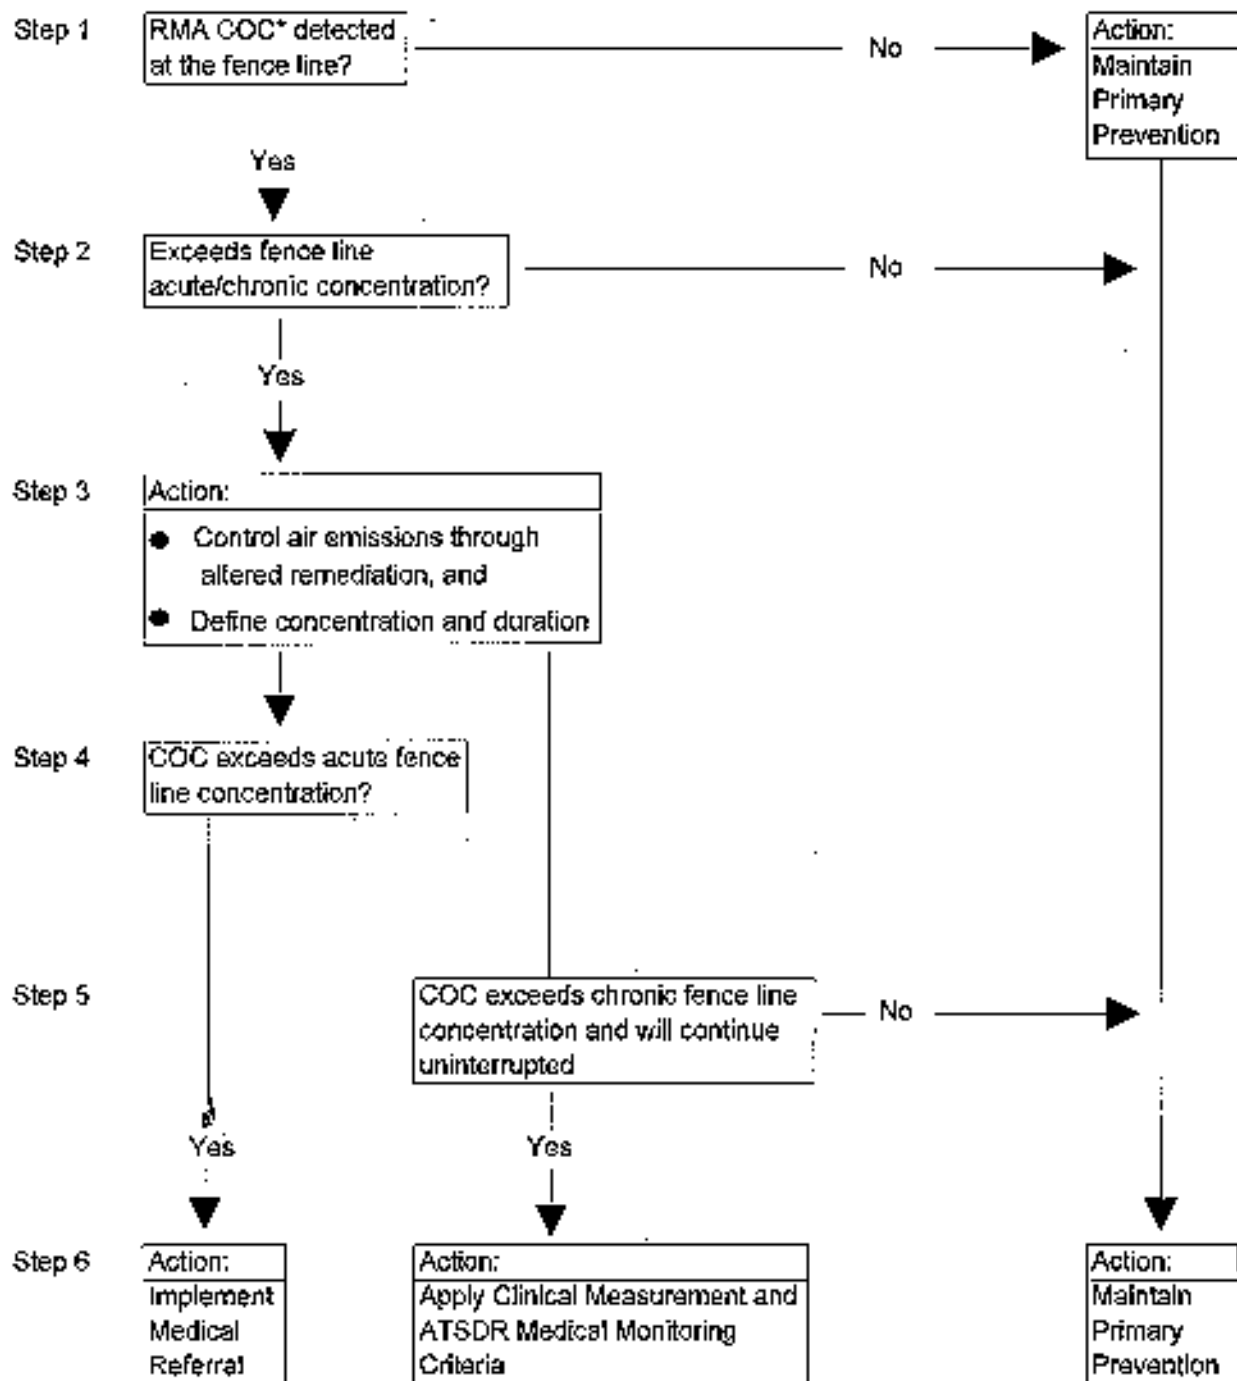 Step 1
RMA COC* detected
at the fence line?
No
Action:
Maintain
Primary
Prevention
Yes
Step 2
Exceeds fence line
acute/chronic concentration?
No
Yes
Step 3
Action:
● Control air emissions through
altered remediation, and
● Define concentration and duration
Step 4
COC exceeds acute fence
line concentration?
Step 5
COC exceeds chronic fence line
concentration and will continue
uninterrupted
No
Yes
Yes
Step 6
Action:
Implement
Medical
Referral
Action:
Apply Clinical Measurement and
ATSDR Medical Monitoring
Criteria
Action:
Maintain
Primary
Prevention